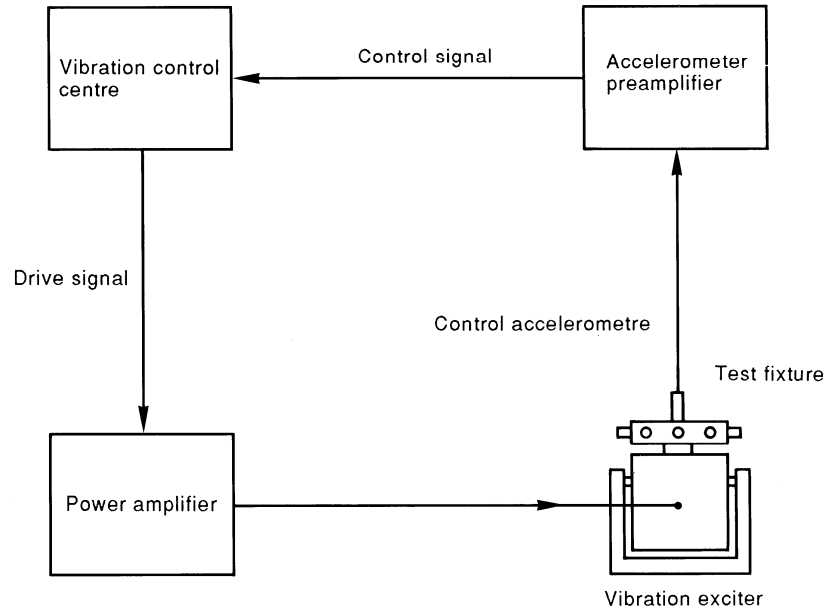 Vibration control
centre
Control signal
Accelerometer
preamplifier
Drive signal
Control accelerometre
Test fixture
Power amplifier
Vibration exciter